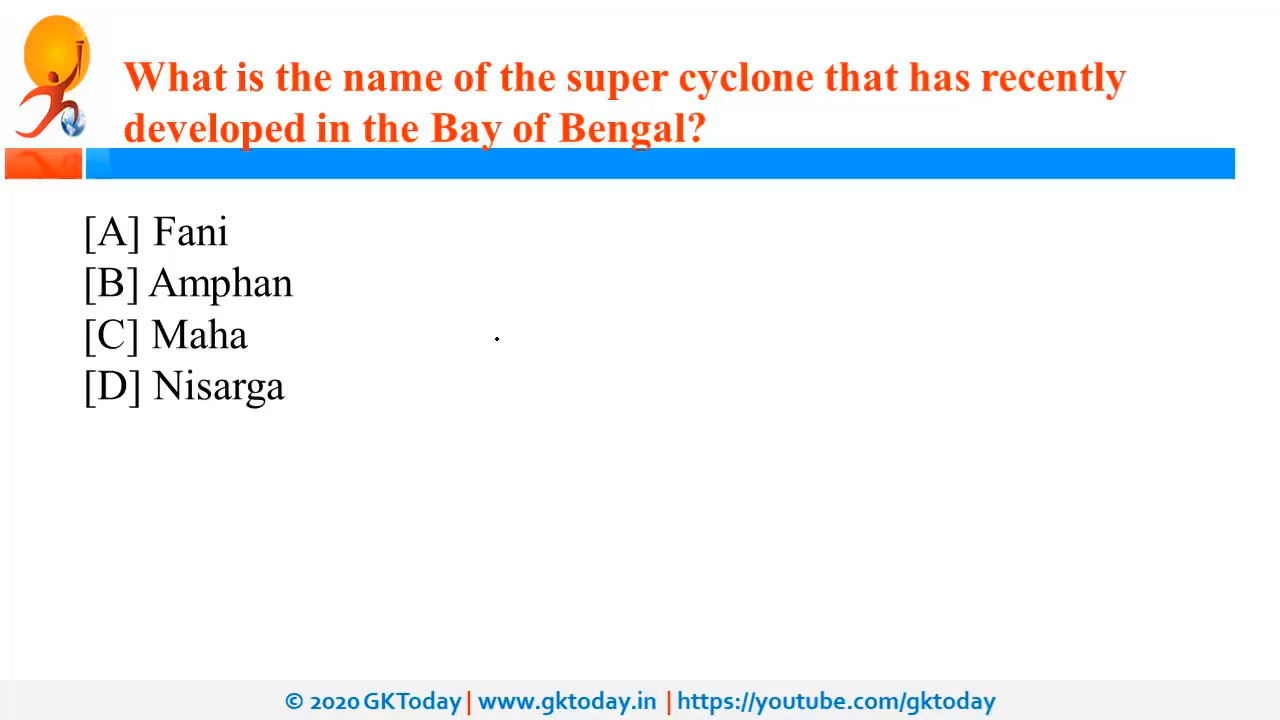 What is the name of the super cyclone that has recently
developed in the Bay of Bengal?
[A] Fani
[B] Amphan
[C] Maha
[D] Nisarga
© 2020 GKToday | www.gktoday.in | https://youtube.com/gktoday